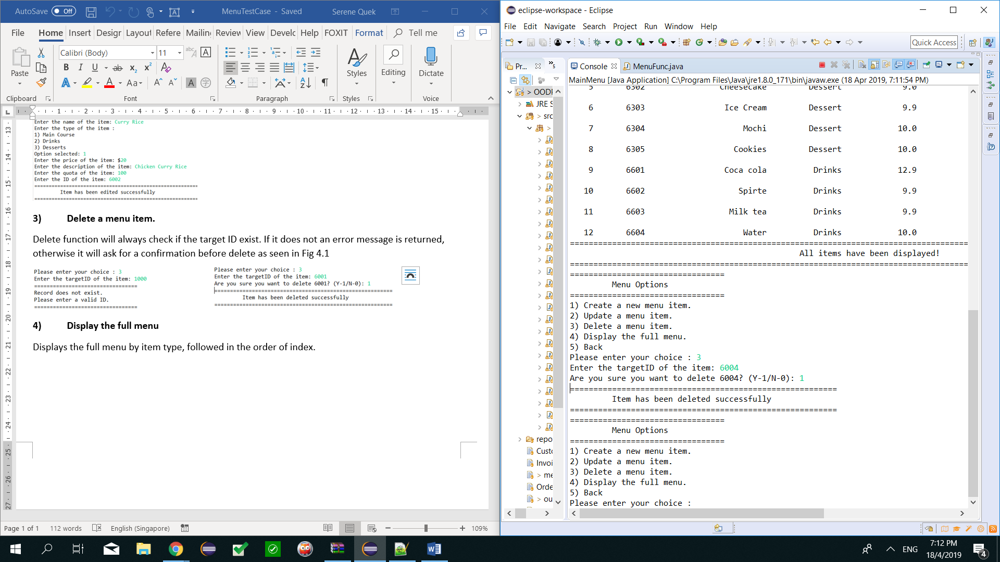 AutoSave Off
MenuTestCase - Saved
Serene Quek
File Home Insert Desigr Layout Refere Mailin Review View Develc Help FOXIT Format Tell me
Calibri (Body) 11
Paste
Styles
Editing
Dictate
Clipboard Font Paragraph Styles Voice
Enter the name of the item: Curry Rice
Enter the type of the item :
1) Main Course
2) Drinks
3) Desserts
Option selected: 1
Enter the price of the item: $20
Enter the description of the item: Chicken Curry Rice
Enter the quota of the item: 100
Enter the ID of the item: 6002
Item has been edited successfully
3) Delete a menu item.
Delete function will always check if the target ID exist. If it does not an error message is returned,
otherwise it will ask for a confirmation before delete as seen in Fig 4.1
Please enter your choice : 3
Enter the targetID of the item: 1000
Record does not exist.
Please enter a valid ID.
Please enter your choice : 3
Enter the targetID of the item: 6001
Are you sure you want to delete 6001? (Y-1/N-0): 1
Item has been deleted successfully
4) Display the full menu
Displays the full menu by item type, followed in the order of index.
Page 1 of 1 112 words English (Singapore) 109%
eclipse-workspace - Eclipse
File Edit Navigate Search Project Run Window Help
Quick Access
Pr... 5
Console MenuFunc.java
MainMenu [Java Application] C:\Program Files\Java\jre1.8.0_171\bin\javaw.exe (18 Apr 2019, 7:11:54 PM)
> OODI
JRE S
> src
repo
Custo
Invoi
> me
Orde
> ou
5 6302 Cheesecake Dessert 9.0
6 6303 Ice Cream Dessert 9.9
7 6304 Mochi Dessert 10.0
8 6305 Cookies Dessert 10.0
9 6601 Coca cola Drinks 12.9
10 6602 Spirte Drinks 9.9
11 6603 Milk tea Drinks 9.9
12 6604 Water Drinks 10.0
All items have been displayed!
Menu Options
1) Create a new menu item.
2) Update a menu item.
3) Delete a menu item.
4) Display the full menu.
5) Back
Please enter your choice : 3
Enter the targetID of the item: 6004
Are you sure you want to delete 6004? (Y-1/N-0): 1
Item has been deleted successfully
Menu Options
1) Create a new menu item.
2) Update a menu item.
3) Delete a menu item.
4) Display the full menu.
5) Back
Please enter your choice :
ENG
7:12 PM
18/4/2019
4